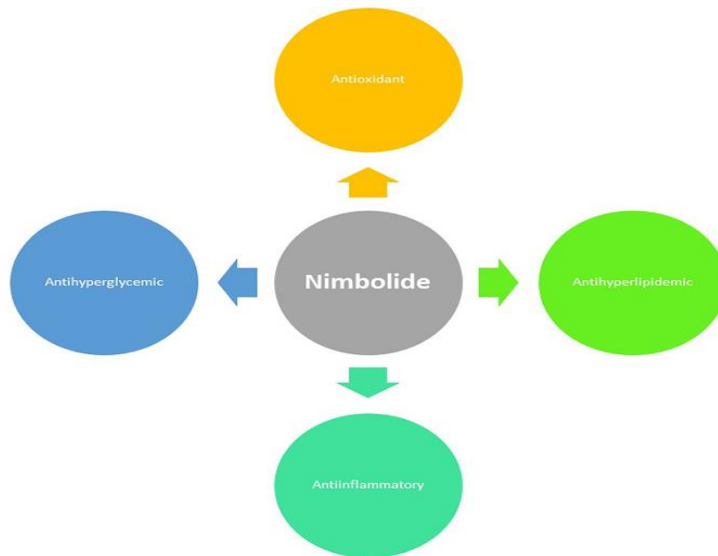 Antioxidant
Antihyperglycemic
Nimbolide
Antihyperlipidemic
Antiinflammatory